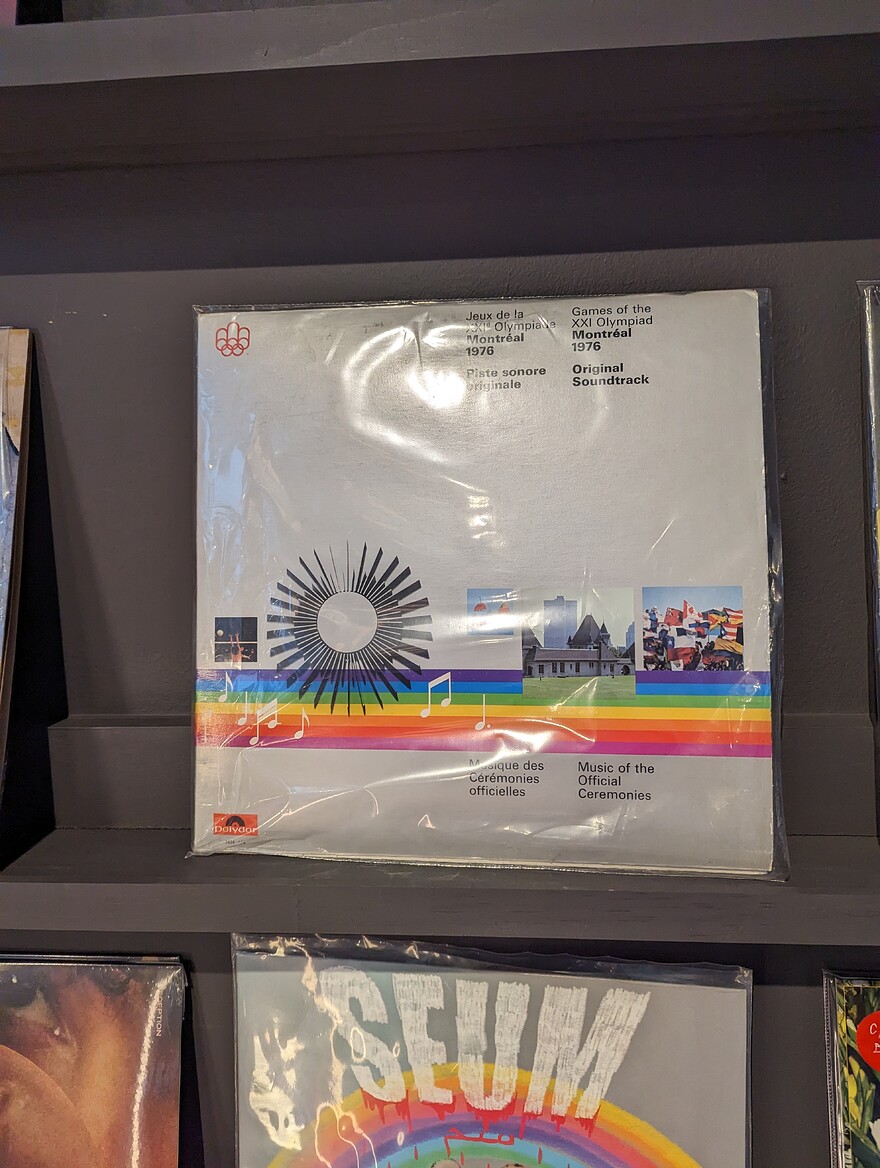 Jeux de la
XXIe Olympiade
Montréal
1976
Piste sonore
originale
Games of the
XXI Olympiad
Montréal
1976
Original
Soundtrack
Musique des
Cérémonies
officielles
Music of the
Official
Ceremonies
Polydor
SEUM